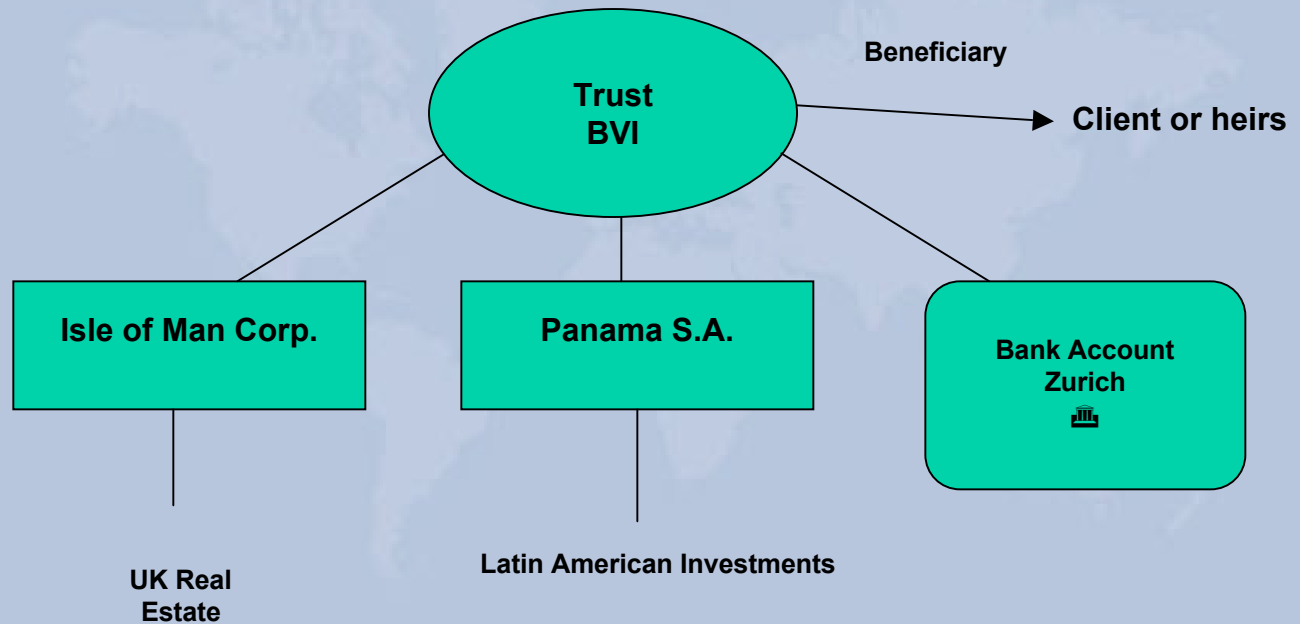 Beneficiary
Trust
BVI
Client or heirs
Isle of Man Corp.
Panama S.A.
Bank Account
Zurich
UK Real
Estate
Latin American Investments